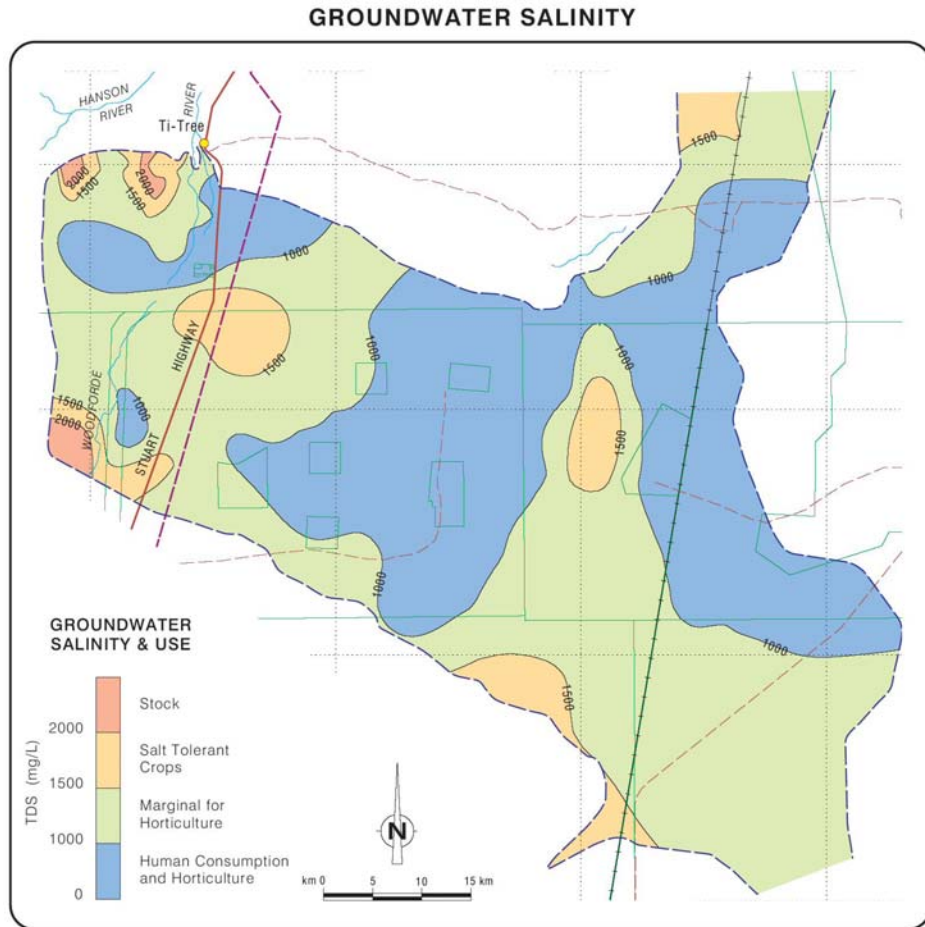 GROUNDWATER SALINITY
HANSON
RIVER
RIVER
Ti-Tree
1500
2000
1500
2000
1500
1000
1000
1500
1000
HIGHWAY
1500
1000
1000
1500
1500
2000
1000
WOODFORDE
STUART
1000
1000
1500
GROUNDWATER
SALINITY & USE
Stock
2000
Salt Tolerant
Crops
1500
Marginal for
Horticulture
1000
Human Consumption
and Horticulture
0
TDS (mg/L)
N
km 0 5 10 15 km